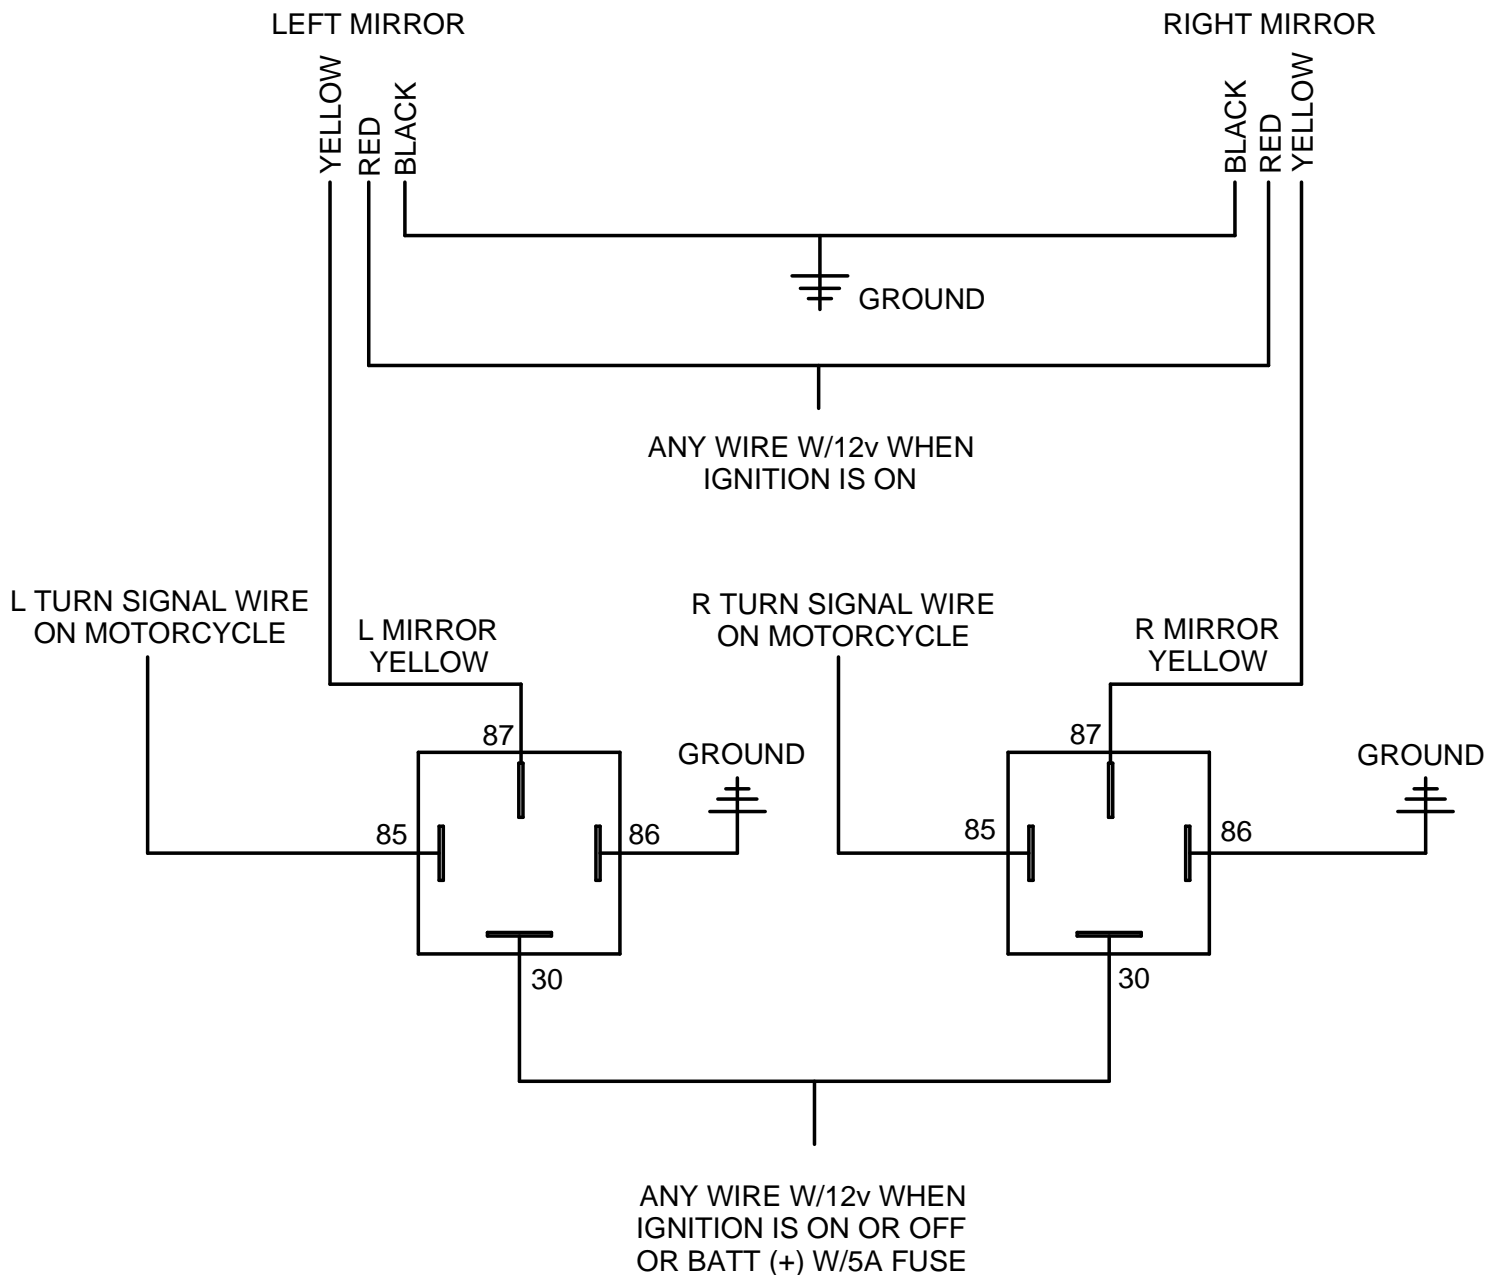 LEFT MIRROR
RIGHT MIRROR
YELLOW
RED
BLACK
BLACK
RED
YELLOW
GROUND
ANY WIRE W/12v WHEN
IGNITION IS ON
L TURN SIGNAL WIRE
ON MOTORCYCLE
L MIRROR
YELLOW
R TURN SIGNAL WIRE
ON MOTORCYCLE
R MIRROR
YELLOW
87
GROUND
87
GROUND
85
86
85
86
30
30
ANY WIRE W/12v WHEN
IGNITION IS ON OR OFF
OR BATT (+) W/5A FUSE